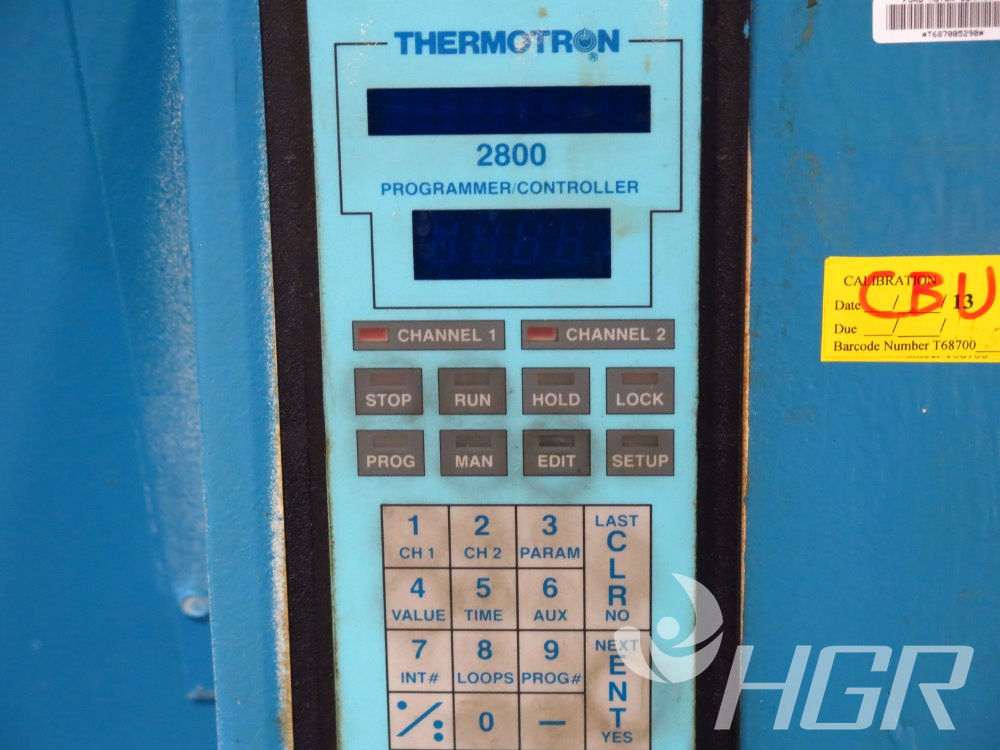 THERMOTRON®
2800
PROGRAMMER/CONTROLLER
CHANNEL 1
CHANNEL 2
STOP
RUN
HOLD
LOCK
PROG
MAN
EDIT
SETUP
1
CH 1
2
CH 2
3
PARAM
LAST
CLR
NO
4
VALUE
5
TIME
6
AUX
7
INT#
8
LOOPS
9
PROG#
NEXT
ENT
YES
0
–
*T687005290*
CALIBRATION
Date / / 13
CBU
Due / /
Barcode Number T68700
HGR